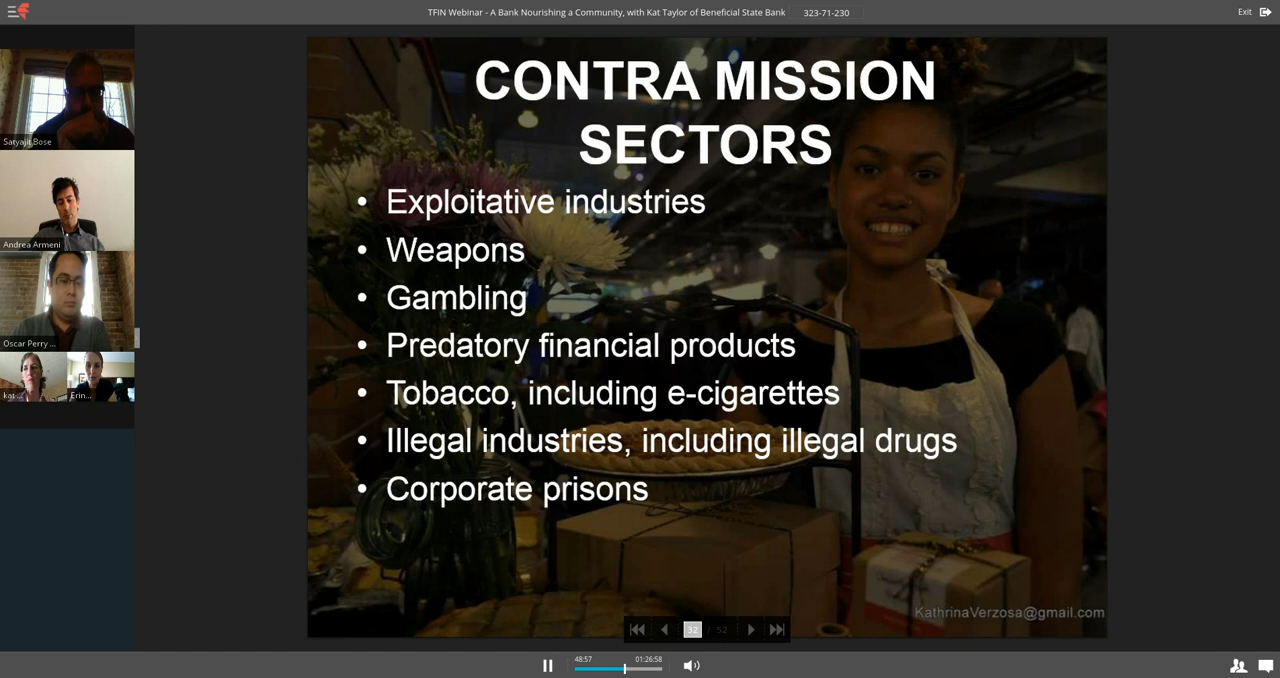 TFIN Webinar - A Bank Nourishing a Community, with Kat Taylor of Beneficial State Bank
323-71-230
Exit
Satyajit Bose
Andrea Armeni
Oscar Perry ...
kat...
Erin...
CONTRA MISSION
SECTORS
• Exploitative industries
• Weapons
• Gambling
• Predatory financial products
• Tobacco, including e-cigarettes
• Illegal industries, including illegal drugs
• Corporate prisons
KathrinaVerzosa@gmail.com
32 / 52
48:57
01:26:58